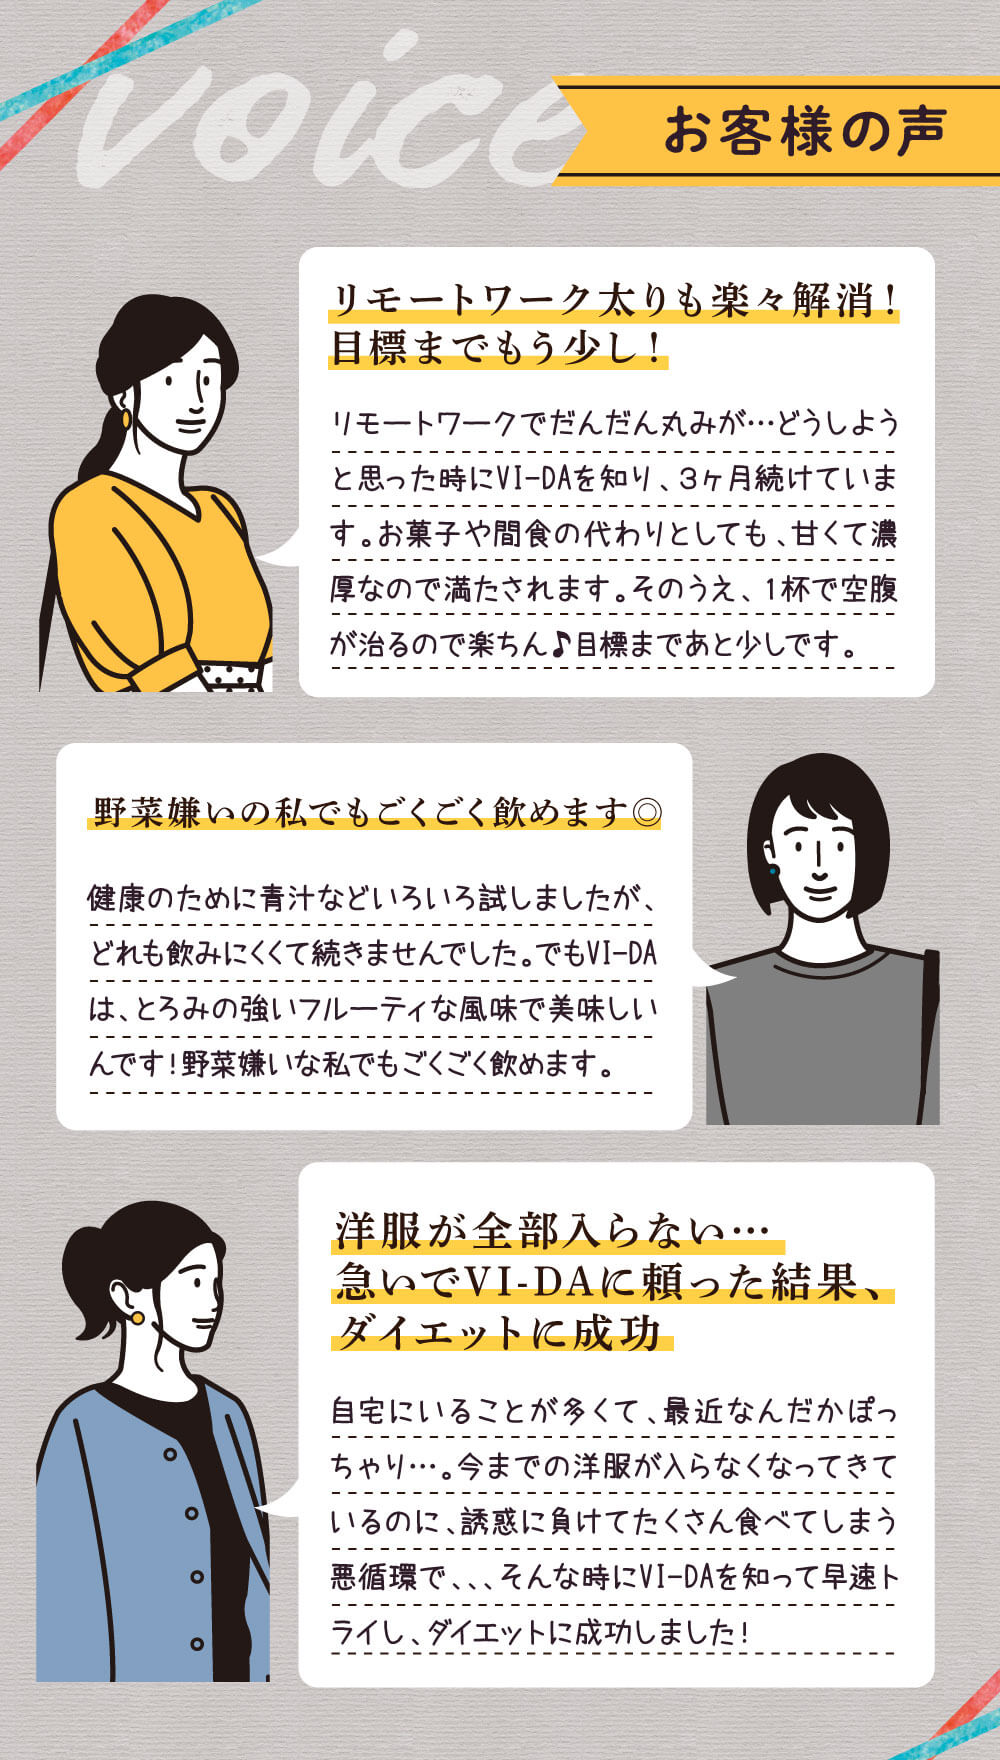 voice
お客様の声
リモートワーク太りも楽々解消！
目標までもう少し！
リモートワークでだんだん丸みが…どうしよう
と思った時にVI-DAを知り、3ヶ月続けていま
す。お菓子や間食の代わりとしても、甘くて濃
厚なので満たされます。そのうえ、1杯で空腹
が治るので楽ちん♪目標まであと少しです。
野菜嫌いの私でもごくごく飲めます◎
健康のために青汁などいろいろ試しましたが、
どれも飲みにくくて続きませんでした。でもVI-DA
は、とろみの強いフルーティな風味で美味しい
んです！野菜嫌いな私でもごくごく飲めます。
洋服が全部入らない…
急いでVI-DAに頼った結果、
ダイエットに成功
自宅にいることが多くて、最近なんだかぽっ
ちゃり…。今までの洋服が入らなくなってきて
いるのに、誘惑に負けてたくさん食べてしまう
悪循環で、、、そんな時にVI-DAを知って早速ト
ライし、ダイエットに成功しました！